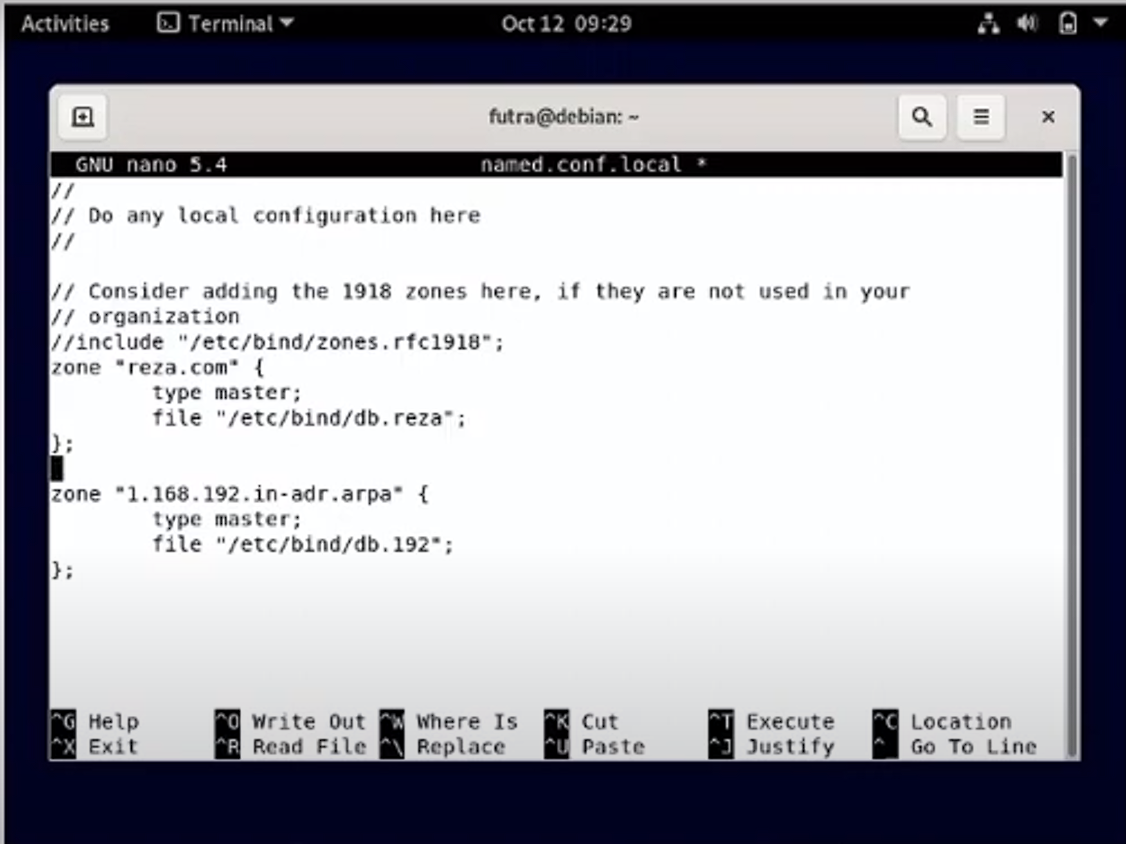 Activities Terminal Oct 12 09:29
futra@debian: ~
GNU nano 5.4 named.conf.local *
//
// Do any local configuration here
//
// Consider adding the 1918 zones here, if they are not used in your
// organization
//include "/etc/bind/zones.rfc1918";
zone "reza.com" {
type master;
file "/etc/bind/db.reza";
};
zone "1.168.192.in-adr.arpa" {
type master;
file "/etc/bind/db.192";
};
^G Help ^O Write Out ^W Where Is ^K Cut ^T Execute ^C Location
^X Exit ^R Read File ^\ Replace ^U Paste ^J Justify ^_ Go To Line